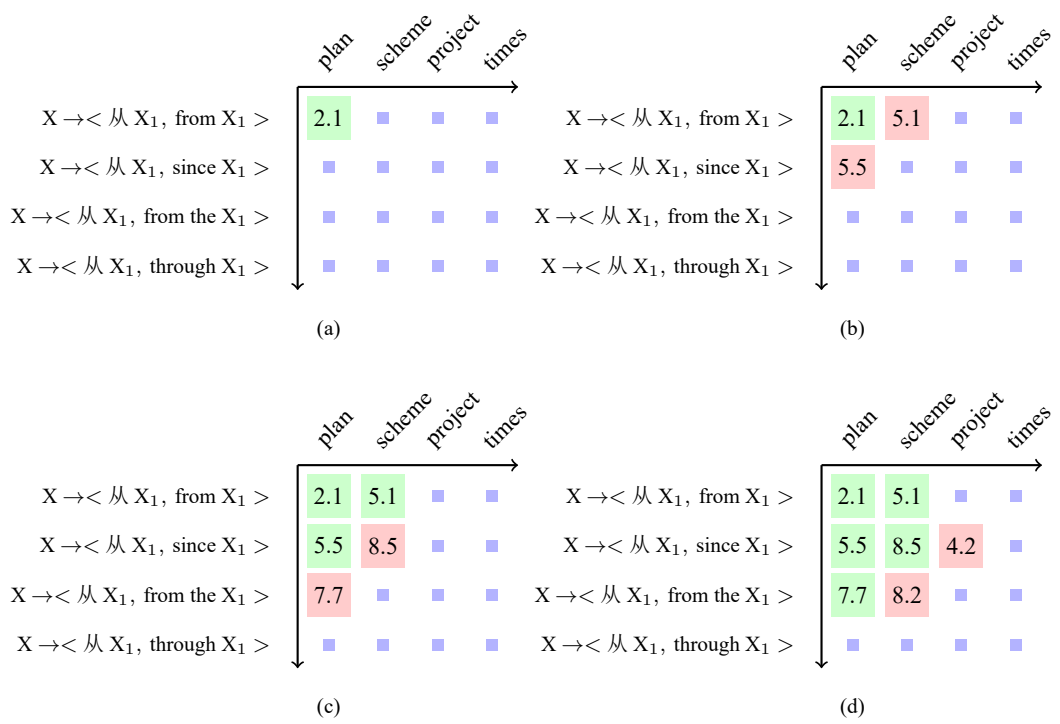 plan scheme project times
X→< 从 X₁, from X₁ > 2.1
X→< 从 X₁, since X₁ >
X→< 从 X₁, from the X₁ >
X→< 从 X₁, through X₁ >
(a)
plan scheme project times
X→< 从 X₁, from X₁ > 2.1 5.1
X→< 从 X₁, since X₁ > 5.5
X→< 从 X₁, from the X₁ >
X→< 从 X₁, through X₁ >
(b)
plan scheme project times
X→< 从 X₁, from X₁ > 2.1 5.1
X→< 从 X₁, since X₁ > 5.5 8.5
X→< 从 X₁, from the X₁ > 7.7
X→< 从 X₁, through X₁ >
(c)
plan scheme project times
X→< 从 X₁, from X₁ > 2.1 5.1
X→< 从 X₁, since X₁ > 5.5 8.5 4.2
X→< 从 X₁, from the X₁ > 7.7 8.2
X→< 从 X₁, through X₁ >
(d)